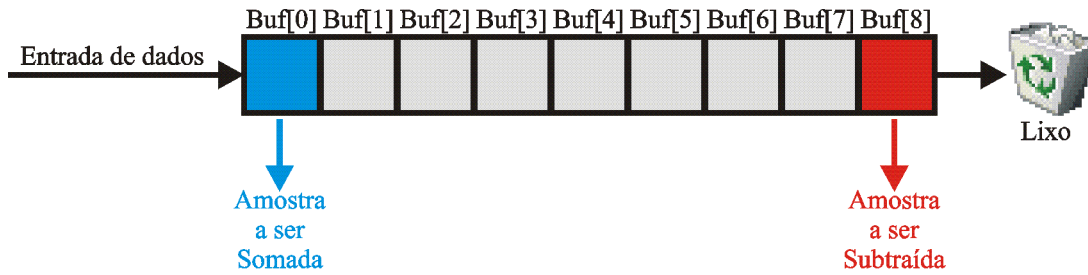 Buf[0] Buf[1] Buf[2] Buf[3] Buf[4] Buf[5] Buf[6] Buf[7] Buf[8]
Entrada de dados
Lixo
Amostra
a ser
Somada
Amostra
a ser
Subtraída